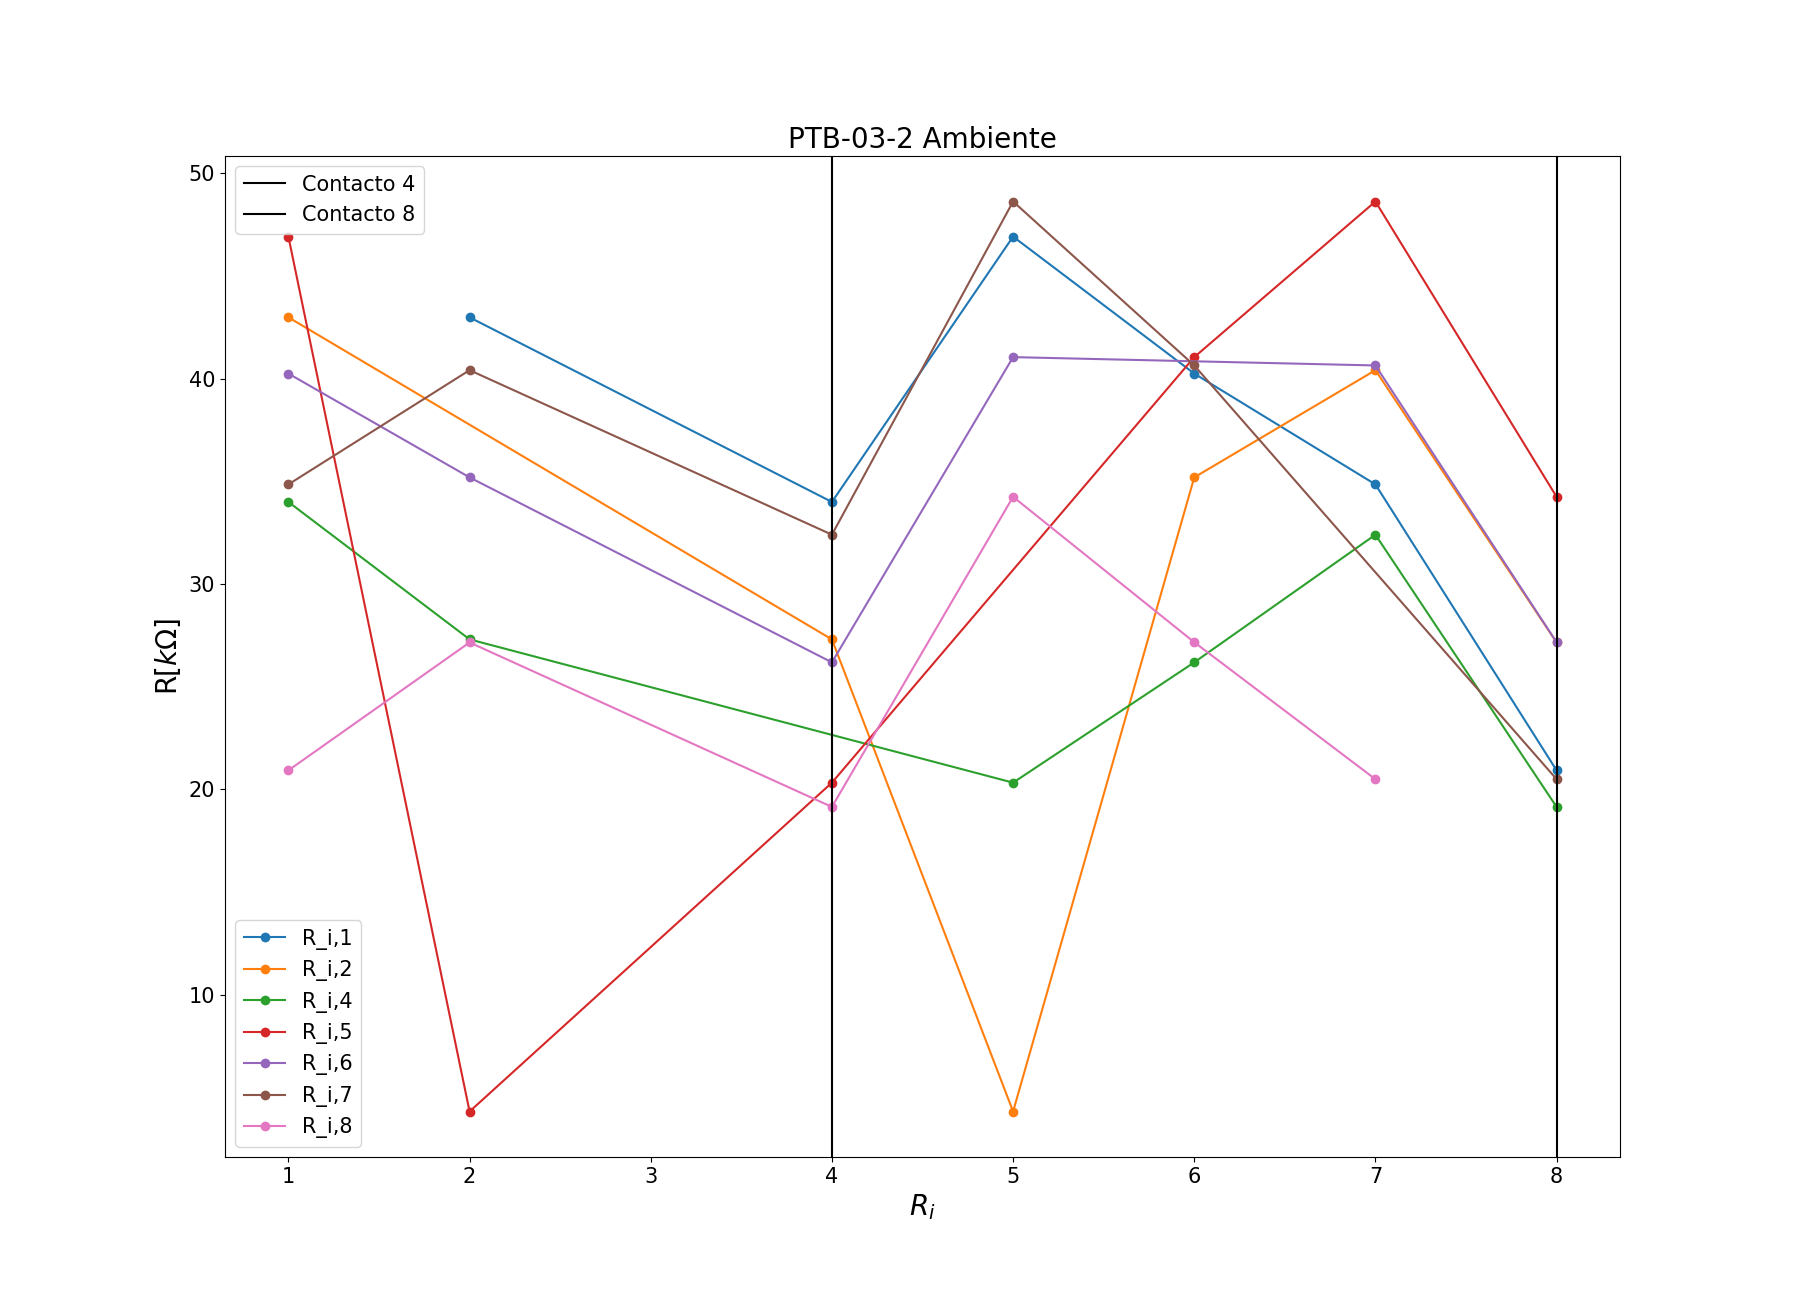 PTB-03-2 Ambiente
50
40
30
20
10
R[kΩ]
Contacto 4
Contacto 8
R_i,1
R_i,2
R_i,4
R_i,5
R_i,6
R_i,7
R_i,8
1 2 3 4 5 6 7 8
R_i